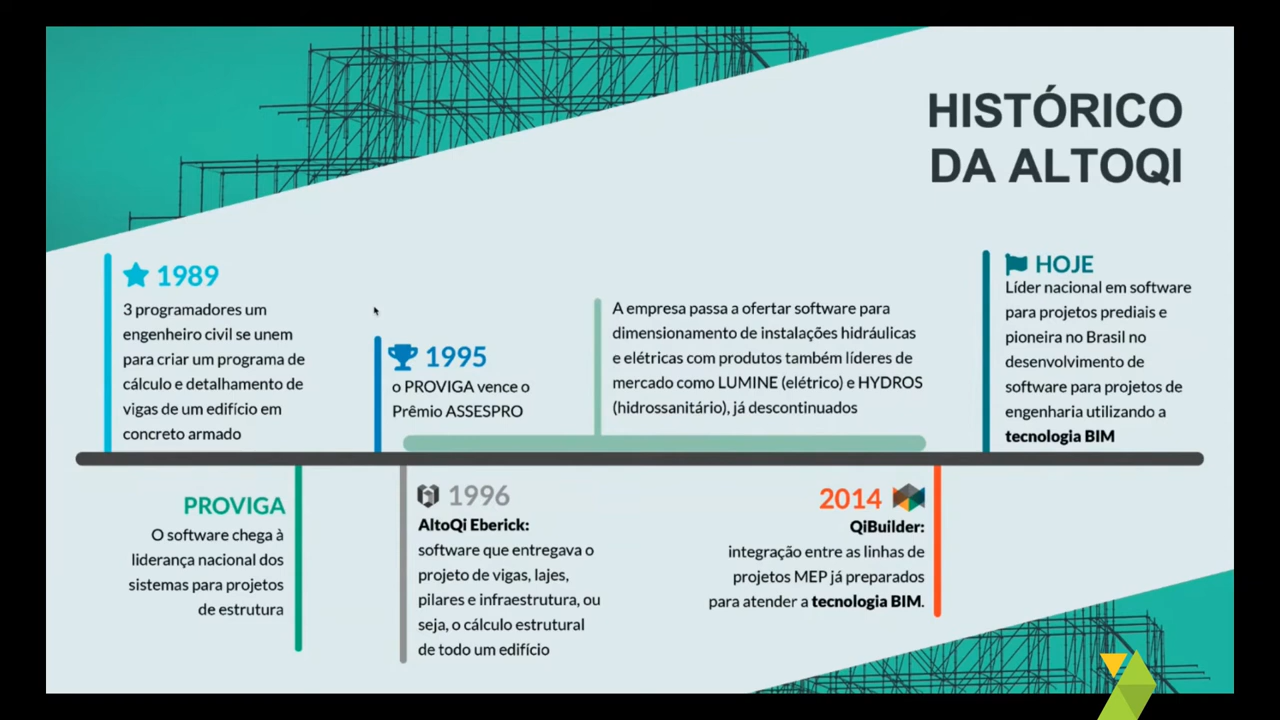 HISTÓRICO
DA ALTOQI
1989
3 programadores um
engenheiro civil se unem
para criar um programa de
cálculo e detalhamento de
vigas de um edifício em
concreto armado
PROVIGA
O software chega à
liderança nacional dos
sistemas para projetos
de estrutura
1995
o PROVIGA vence o
Prêmio ASSESPRO
1996
AltoQi Eberick:
software que entregava o
projeto de vigas, lajes,
pilares e infraestrutura, ou
seja, o cálculo estrutural
de todo um edifício
A empresa passa a ofertar software para
dimensionamento de instalações hidráulicas
e elétricas com produtos também líderes de
mercado como LUMINE (elétrico) e HYDROS
(hidrossanitário), já descontinuados
2014
QiBuilder:
integração entre as linhas de
projetos MEP já preparados
para atender a tecnologia BIM.
HOJE
Líder nacional em software
para projetos prediais e
pioneira no Brasil no
desenvolvimento de
software para projetos de
engenharia utilizando a
tecnologia BIM